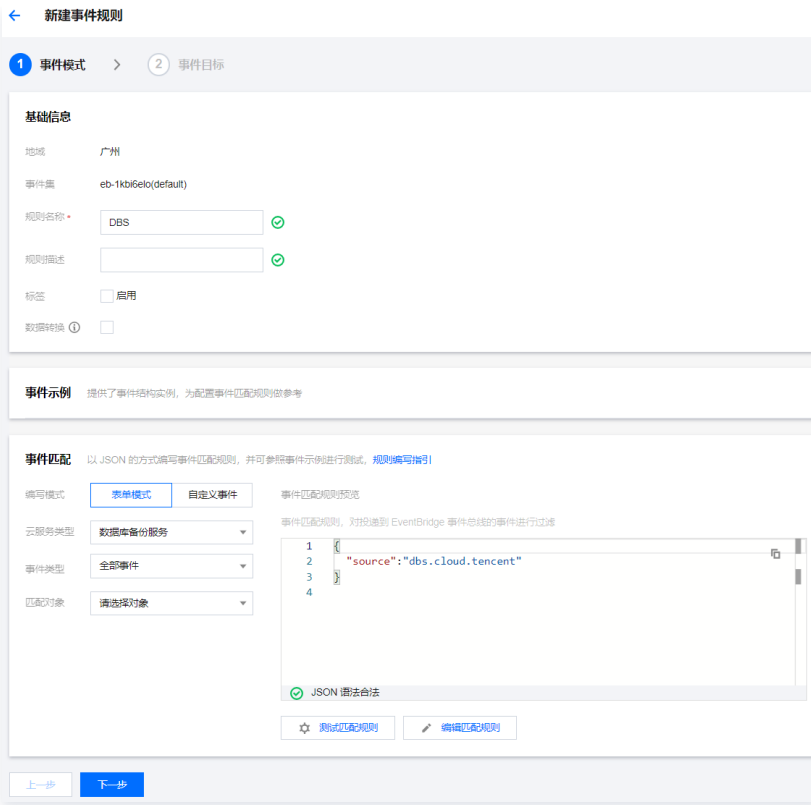 新建事件规则
1 事件模式 2 事件目标
基础信息
地域 广州
事件集 eb-1kbi6elo(default)
规则名称 * DBS
规则描述
标签 启用
数据转换
事件示例 提供了事件结构实例，为配置事件匹配规则做参考
事件匹配 以 JSON 的方式编写事件匹配规则，并可参照事件示例进行测试，规则编写指引
编写模式 表单模式 自定义事件 事件匹配规则预览
云服务类型 数据库备份服务 事件匹配规则，对投递到 EventBridge 事件总线的事件进行过滤
事件类型 全部事件
匹配对象 请选择对象
1 {
2 "source":"dbs.cloud.tencent"
3 }
4
JSON 语法合法
测试匹配规则 编辑匹配规则
上一步 下一步